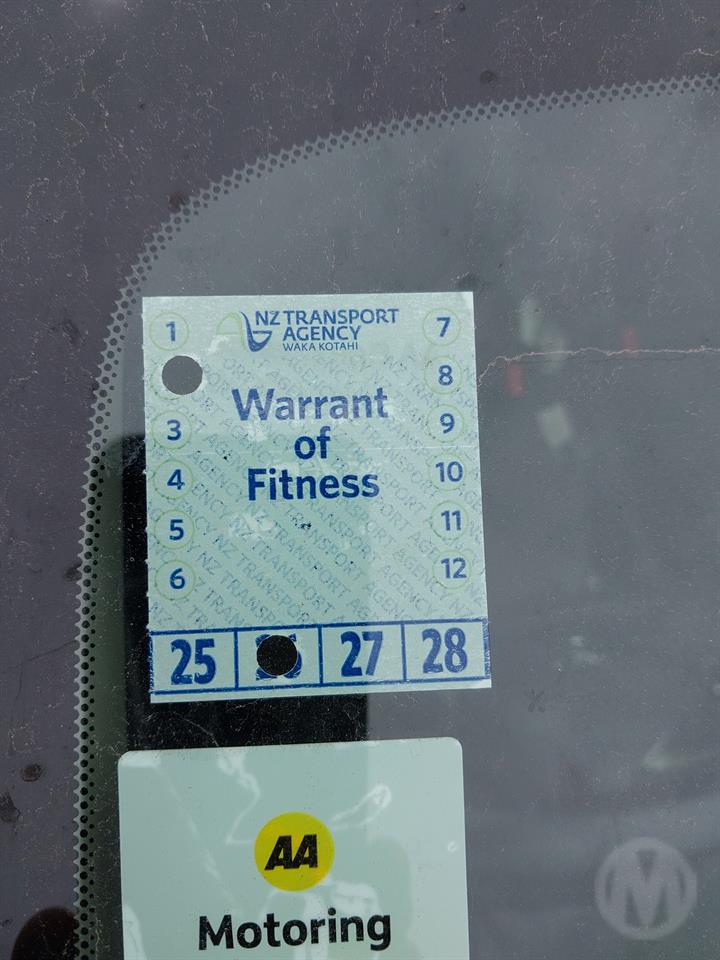 NZ TRANSPORT
AGENCY
WAKA KOTAHI
Warrant
of
Fitness
1
3
4
5
6
7
8
9
10
11
12
25 27 28
AA
Motoring
M